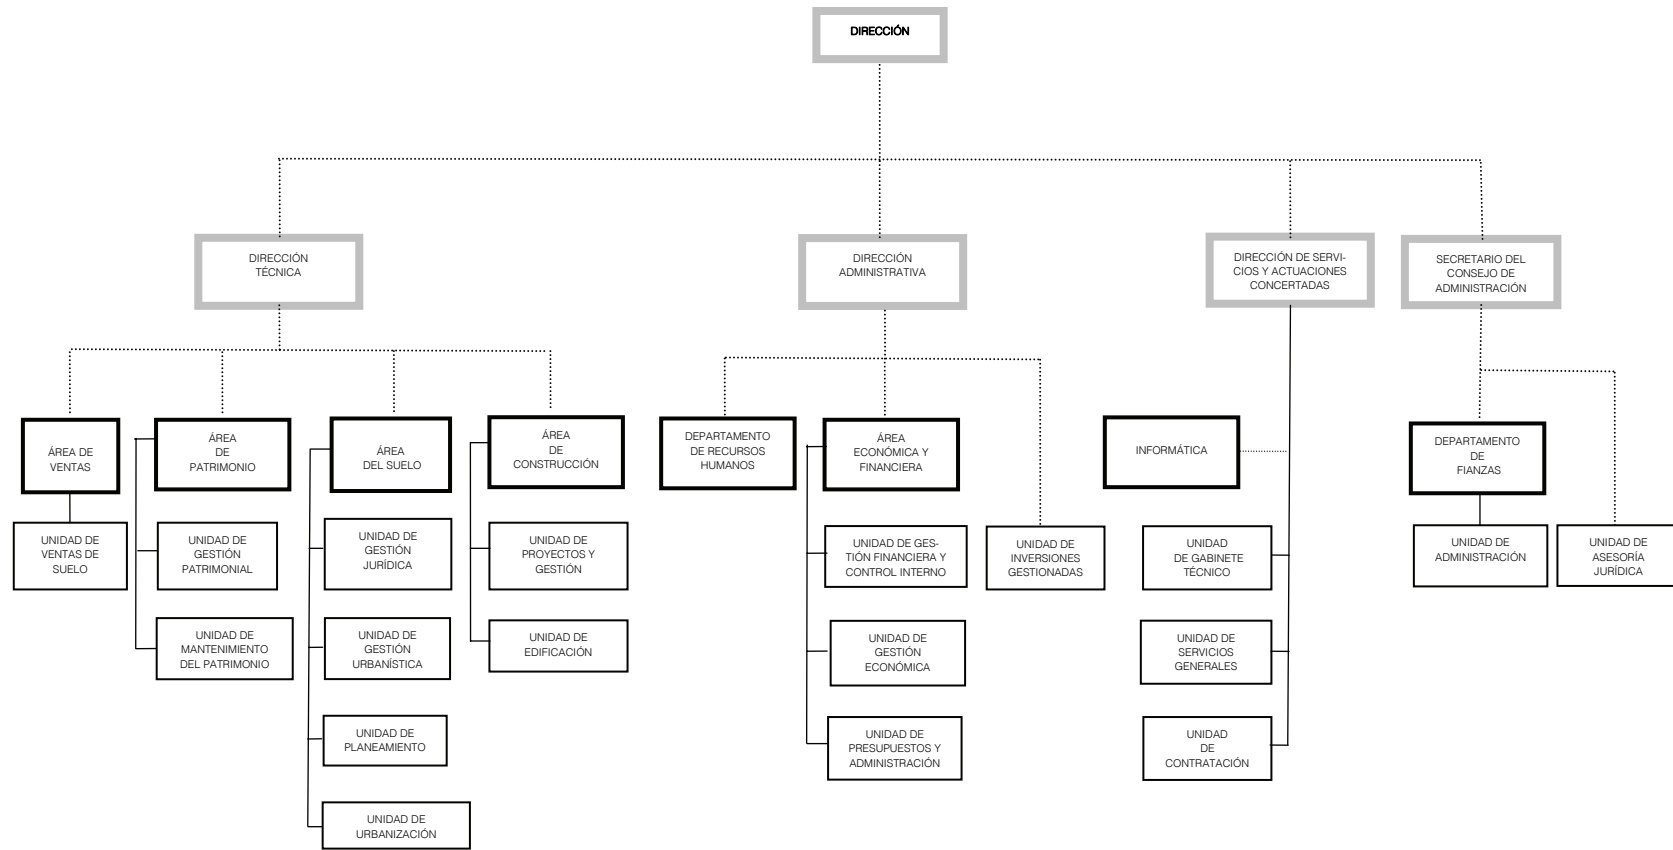 DIRECCIÓN
DIRECCIÓN
TÉCNICA
DIRECCIÓN
ADMINISTRATIVA
DIRECCIÓN DE SERVI-
CIOS Y ACTUACIONES
CONCERTADAS
SECRETARIO DEL
CONSEJO DE
ADMINISTRACIÓN
ÁREA DE
VENTAS
ÁREA
DE
PATRIMONIO
ÁREA
DEL SUELO
ÁREA
DE
CONSTRUCCIÓN
DEPARTAMENTO
DE RECURSOS
HUMANOS
ÁREA
ECONÓMICA Y
FINANCIERA
INFORMÁTICA
DEPARTAMENTO
DE
FIANZAS
UNIDAD DE
VENTAS DE
SUELO
UNIDAD DE
GESTIÓN
PATRIMONIAL
UNIDAD DE
GESTIÓN
JURÍDICA
UNIDAD DE
PROYECTOS Y
GESTIÓN
UNIDAD DE GES-
TIÓN FINANCIERA Y
CONTROL INTERNO
UNIDAD DE
INVERSIONES
GESTIONADAS
UNIDAD
DE GABINETE
TÉCNICO
UNIDAD DE
ADMINISTRACIÓN
UNIDAD DE
ASESORÍA
JURÍDICA
UNIDAD DE
MANTENIMIENTO
DEL PATRIMONIO
UNIDAD DE
GESTIÓN
URBANÍSTICA
UNIDAD DE
EDIFICACIÓN
UNIDAD DE
GESTIÓN
ECONÓMICA
UNIDAD DE
SERVICIOS
GENERALES
UNIDAD DE
PLANEAMIENTO
UNIDAD DE
PRESUPUESTOS Y
ADMINISTRACIÓN
UNIDAD
DE
CONTRATACIÓN
UNIDAD DE
URBANIZACIÓN